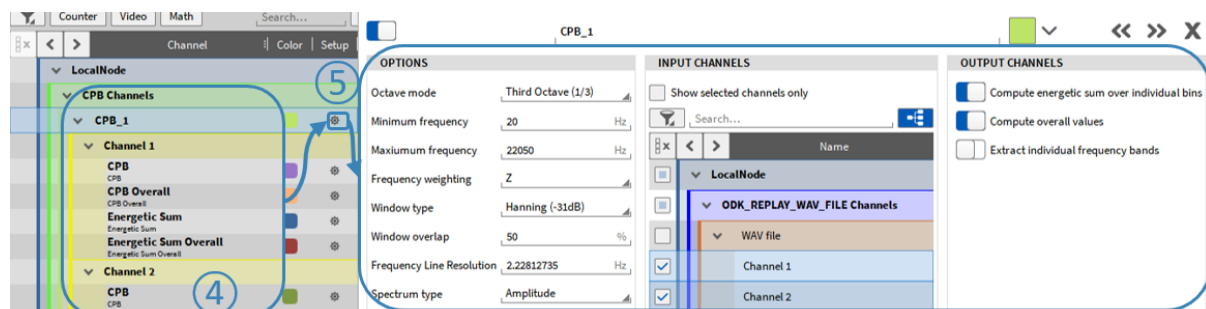 Counter Video Math Search...
Channel Color Setup
LocalNode
CPB Channels
CPB_1
Channel 1
CPB
CPB
CPB Overall
CPB Overall
Energetic Sum
Energetic Sum
Energetic Sum Overall
Energetic Sum Overall
Channel 2
CPB
CPB
④
⑤
CPB_1
OPTIONS
Octave mode Third Octave (1/3)
Minimum frequency 20 Hz
Maxiumum frequency 22050 Hz
Frequency weighting Z
Window type Hanning (-31dB)
Window overlap 50 %
Frequency Line Resolution 2.22812735 Hz
Spectrum type Amplitude
INPUT CHANNELS
Show selected channels only
Search...
Name
LocalNode
ODK_REPLAY_WAV_FILE Channels
WAV file
Channel 1
Channel 2
OUTPUT CHANNELS
Compute energetic sum over individual bins
Compute overall values
Extract individual frequency bands